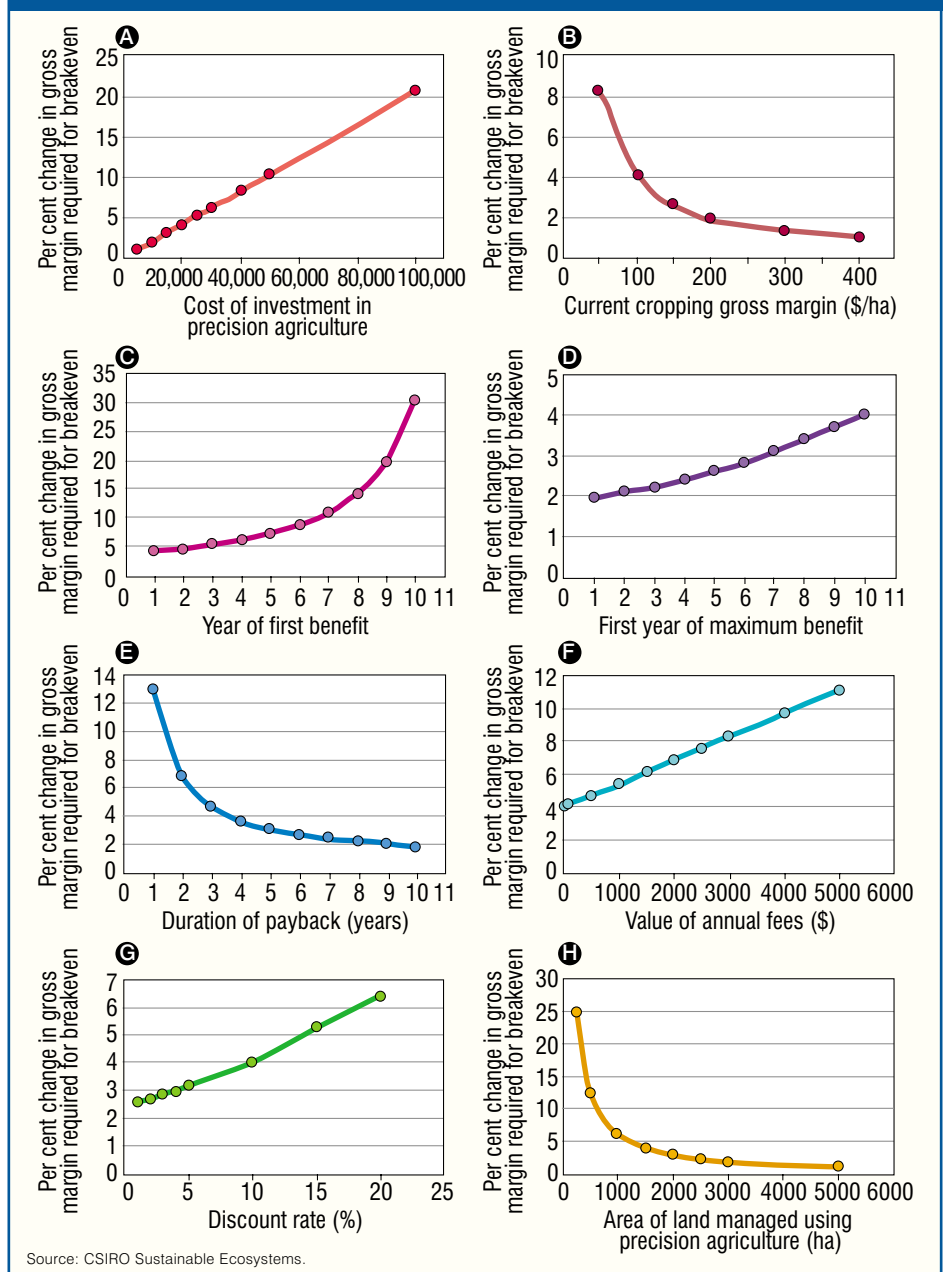 A
Per cent change in gross
margin required for breakeven
25
20
15
10
5
0
0 20,000 40,000 60,000 80,000 100,000
Cost of investment in
precision agriculture
B
Per cent change in gross
margin required for breakeven
10
8
6
4
2
0
0 100 200 300 400
Current cropping gross margin ($/ha)
C
Per cent change in gross
margin required for breakeven
35
30
25
20
15
10
5
0
0 1 2 3 4 5 6 7 8 9 10 11
Year of first benefit
D
Per cent change in gross
margin required for breakeven
5
4
3
2
1
0
0 1 2 3 4 5 6 7 8 9 10 11
First year of maximum benefit
E
Per cent change in gross
margin required for breakeven
14
12
10
8
6
4
2
0
0 1 2 3 4 5 6 7 8 9 10 11
Duration of payback (years)
F
Per cent change in gross
margin required for breakeven
12
10
8
6
4
2
0
0 1000 2000 3000 4000 5000 6000
Value of annual fees ($)
G
Per cent change in gross
margin required for breakeven
7
6
5
4
3
2
1
0
0 5 10 15 20 25
Discount rate (%)
H
Per cent change in gross
margin required for breakeven
30
25
20
15
10
5
0
0 1000 2000 3000 4000 5000 6000
Area of land managed using
precision agriculture (ha)
Source: CSIRO Sustainable Ecosystems.